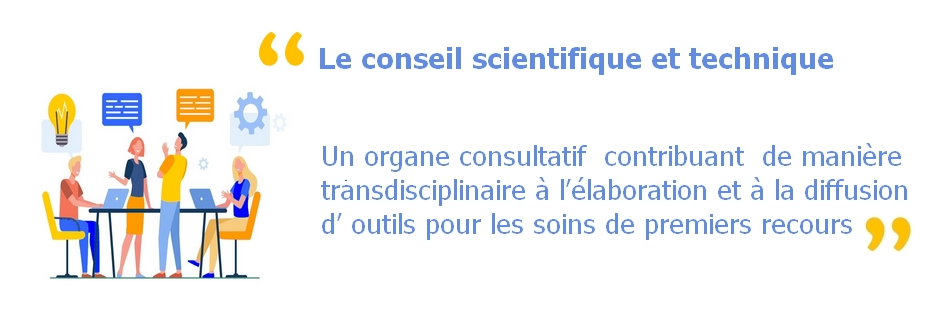 “ Le conseil scientifique et technique
Un organe consultatif contribuant de manière
transdisciplinaire à l’élaboration et à la diffusion
d’ outils pour les soins de premiers recours ”